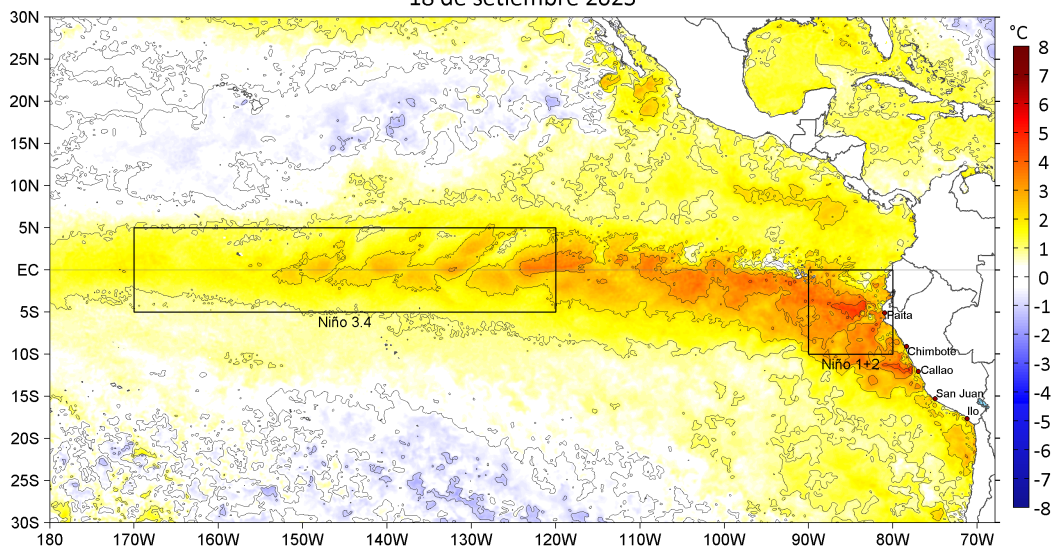 18 de setiembre 2023
30N
25N
20N
15N
10N
5N
EC
5S
10S
15S
20S
25S
30S
180 170W 160W 150W 140W 130W 120W 110W 100W 90W 80W 70W
Niño 3.4
Niño 1+2
Paita
Chimbote
Callao
San Juan
Ilo
°C
8
7
6
5
4
3
2
1
0
-1
-2
-3
-4
-5
-6
-7
-8